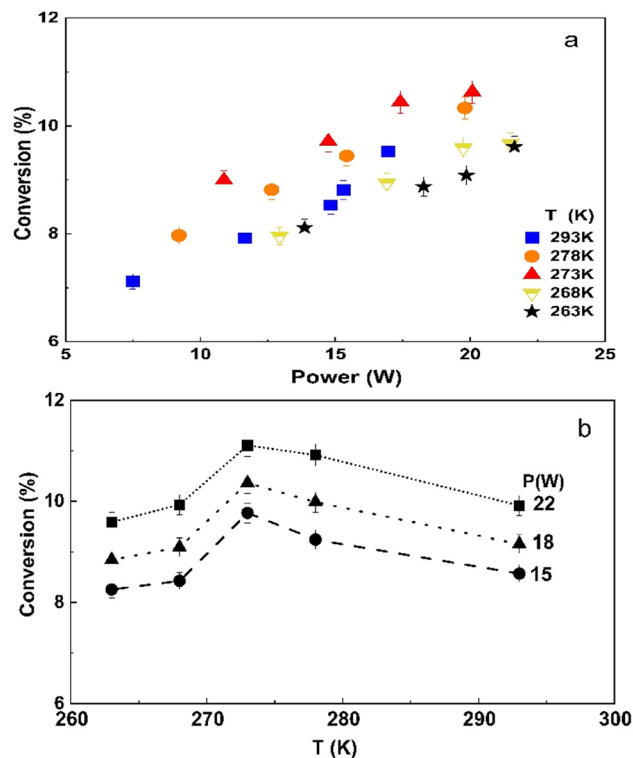 a
12
10
8
6
Conversion (%)
T (K)
293K
278K
273K
268K
263K
5 10 15 20 25
Power (W)
b
12
10
8
6
Conversion (%)
P(W)
22
18
15
260 270 280 290 300
T (K)